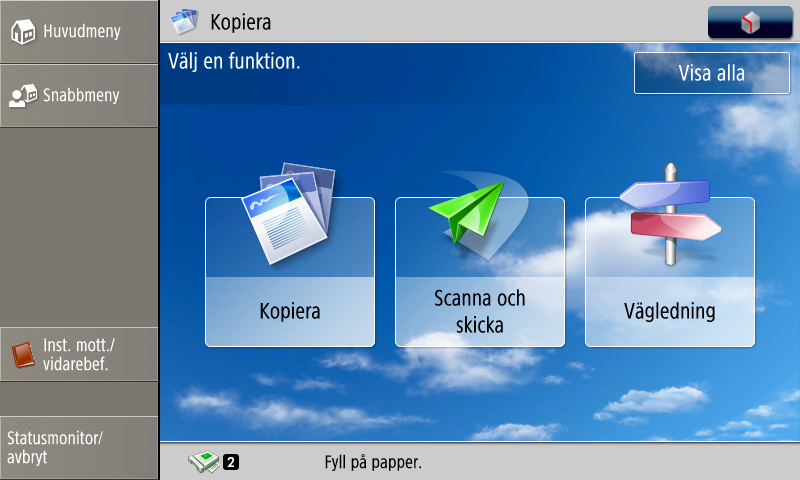 Huvudmeny
Kopiera
Snabbmeny
Välj en funktion.
Visa alla
Kopiera
Scanna och
skicka
Vägledning
Inst. mott./
vidarebef.
Statusmonitor/
avbryt
2
Fyll på papper.